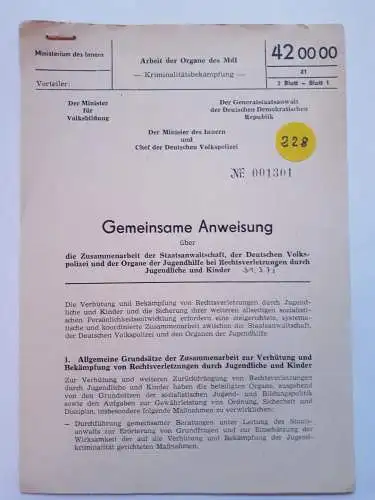 Ministerium des Innern
Verteiler:
Arbeit der Organe des MdI
— Kriminalitätsbekämpfung —
42 00 00
2 Blatt – Blatt 1
Der Minister
für
Volksbildung
Der Generalstaatsanwalt
der Deutschen Demokratischen
Republik
Der Minister des Innern
und
Chef der Deutschen Volkspolizei
228
№ 001301
Gemeinsame Anweisung
über
die Zusammenarbeit der Staatsanwaltschaft, der Deutschen Volks-
polizei und der Organe der Jugendhilfe bei Rechtsverletzungen durch
Jugendliche und Kinder
Die Verhütung und Bekämpfung von Rechtsverletzungen durch Jugend-
liche und Kinder und die Sicherung ihrer weiteren allseitigen sozialisti-
schen Persönlichkeitsentwicklung erfordern eine zielgerichtete, systema-
tische und koordinierte Zusammenarbeit zwischen der Staatsanwaltschaft,
der Deutschen Volkspolizei und den Organen der Jugendhilfe.
1. Allgemeine Grundsätze der Zusammenarbeit zur Verhütung und
Bekämpfung von Rechtsverletzungen durch Jugendliche und Kinder
Zur Verhütung und weiteren Zurückdrängung von Rechtsverletzungen
durch Jugendliche und Kinder haben die beteiligten Organe, ausgehend
von den Grundsätzen der sozialistischen Jugend- und Bildungspolitik
sowie den Aufgaben zur Gewährleistung von Ordnung, Sicherheit und
Disziplin, insbesondere folgende Maßnahmen zu verwirklichen:
— Durchführung gemeinsamer Beratungen unter Leitung des Staats-
anwalts zur Erörterung von Grundfragen und zur Einschätzung der
Wirksamkeit der auf die Verhütung und Bekämpfung der Jugend-
kriminalität gerichteten Maßnahmen.